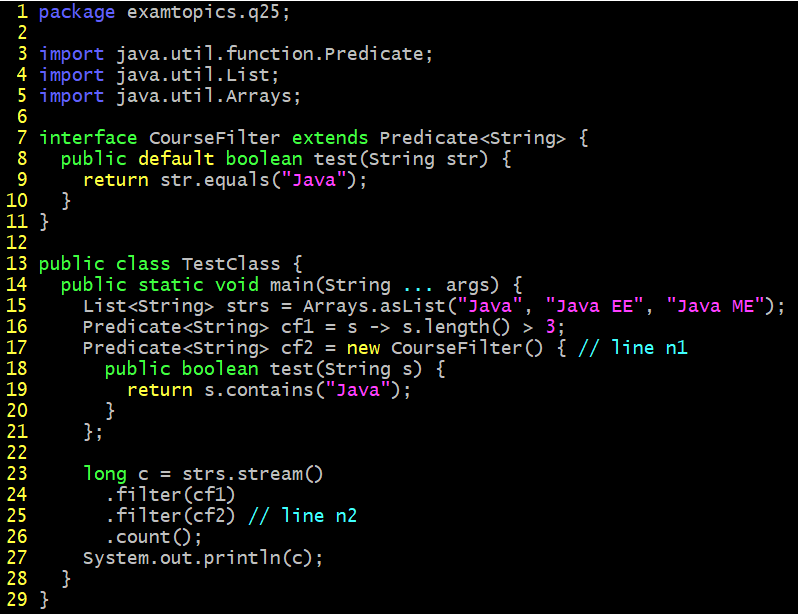 1 package examtopics.q25;
2
3 import java.util.function.Predicate;
4 import java.util.List;
5 import java.util.Arrays;
6
7 interface CourseFilter extends Predicate<String> {
8   public default boolean test(String str) {
9     return str.equals("Java");
10   }
11 }
12
13 public class TestClass {
14   public static void main(String ... args) {
15     List<String> strs = Arrays.asList("Java", "Java EE", "Java ME");
16     Predicate<String> cf1 = s -> s.length() > 3;
17     Predicate<String> cf2 = new CourseFilter() { // line n1
18       public boolean test(String s) {
19         return s.contains("Java");
20       }
21     };
22
23     long c = strs.stream()
24       .filter(cf1)
25       .filter(cf2) // line n2
26       .count();
27     System.out.println(c);
28   }
29 }